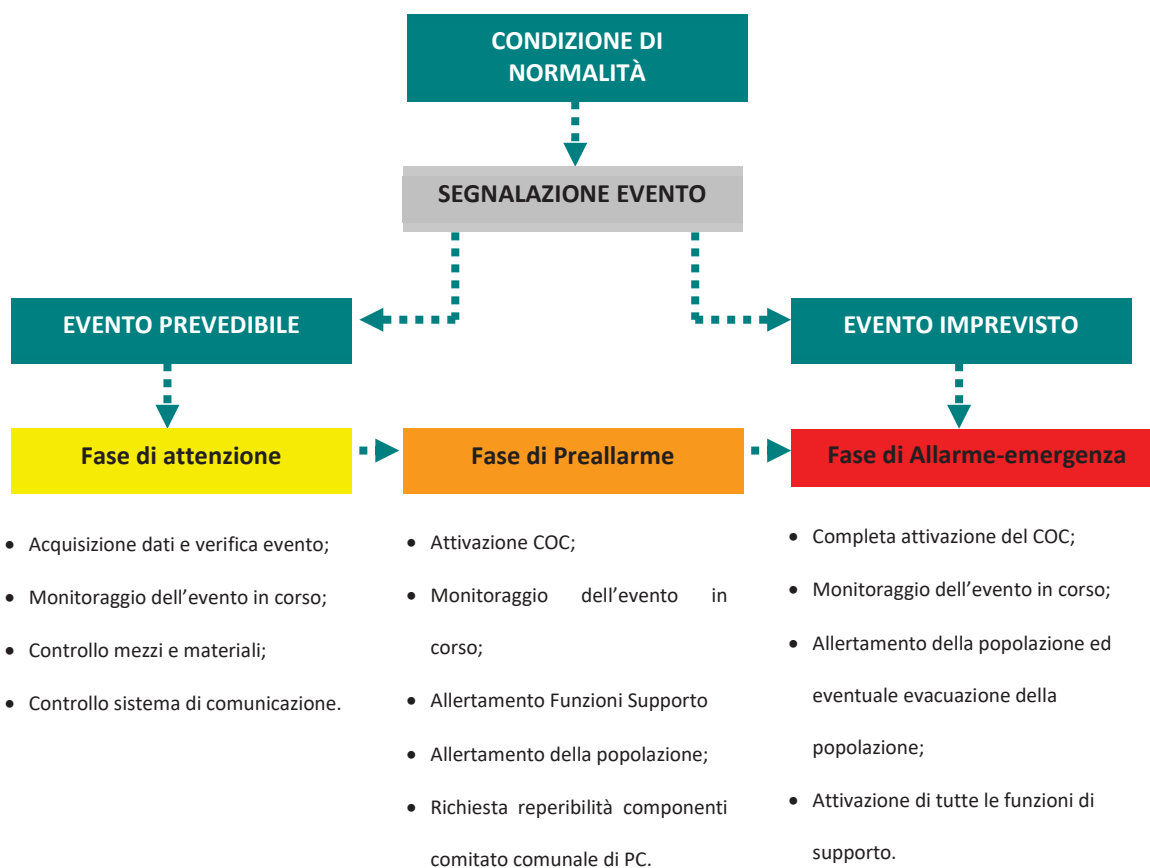 CONDIZIONE DI
NORMALITÀ
SEGNALAZIONE EVENTO
EVENTO PREVEDIBILE
EVENTO IMPREVISTO
Fase di attenzione
Fase di Preallarme
Fase di Allarme-emergenza
• Acquisizione dati e verifica evento;
• Monitoraggio dell’evento in corso;
• Controllo mezzi e materiali;
• Controllo sistema di comunicazione.
• Attivazione COC;
• Monitoraggio dell’evento in
corso;
• Allertamento Funzioni Supporto
• Allertamento della popolazione;
• Richiesta reperibilità componenti
comitato comunale di PC.
• Completa attivazione del COC;
• Monitoraggio dell’evento in corso;
• Allertamento della popolazione ed
eventuale evacuazione della
popolazione;
• Attivazione di tutte le funzioni di
supporto.